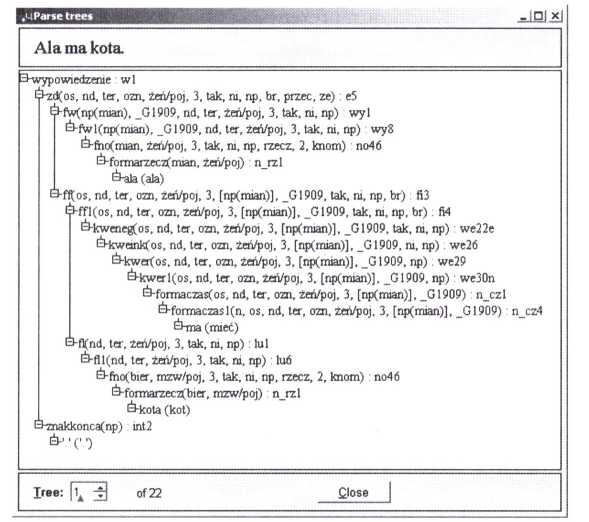 Parse trees
Ala ma kota.
wypowiedzenie : w1
zd(os, nd, ter, ozn, żeń/poj, 3, tak, ni, np, br, przec, ze) : e5
fw(np(mian), _G1909, nd, ter, żeń/poj, 3, tak, ni, np) : wy1
fw1(np(mian), _G1909, nd, ter, żeń/poj, 3, tak, ni, np) : wy8
fno(mian, żeń/poj, 3, tak, ni, np, rzecz, 2, knom) : no46
formarzecz(mian, żeń/poj) : n_rz1
ala (ala)
ff(os, nd, ter, ozn, żeń/poj, 3, [np(mian)], _G1909, tak, ni, np, br) : fi3
ff1(os, nd, ter, ozn, żeń/poj, 3, [np(mian)], _G1909, tak, ni, np, br) : fi4
kweneg(os, nd, ter, ozn, żeń/poj, 3, [np(mian)], _G1909, tak, ni, np) : we22e
kweink(os, nd, ter, ozn, żeń/poj, 3, [np(mian)], _G1909, ni, np) : we26
kwer(os, nd, ter, ozn, żeń/poj, 3, [np(mian)], _G1909, np) : we29
kwer1(os, nd, ter, ozn, żeń/poj, 3, [np(mian)], _G1909, np) : we30n
formaczas(os, nd, ter, ozn, żeń/poj, 3, [np(mian)], _G1909) : n_cz1
formaczas1(n, os, nd, ter, ozn, żeń/poj, 3, [np(mian)], _G1909) : n_cz4
ma (mieć)
fl(nd, ter, żeń/poj, 3, tak, ni, np) : lu1
fl1(nd, ter, żeń/poj, 3, tak, ni, np) : lu6
fno(bier, mzw/poj, 3, tak, ni, np, rzecz, 2, knom) : no46
formarzecz(bier, mzw/poj) : n_rz1
kota (kot)
znakkonca(np) : int2
'.' ('.')
Tree: 1 of 22 Close